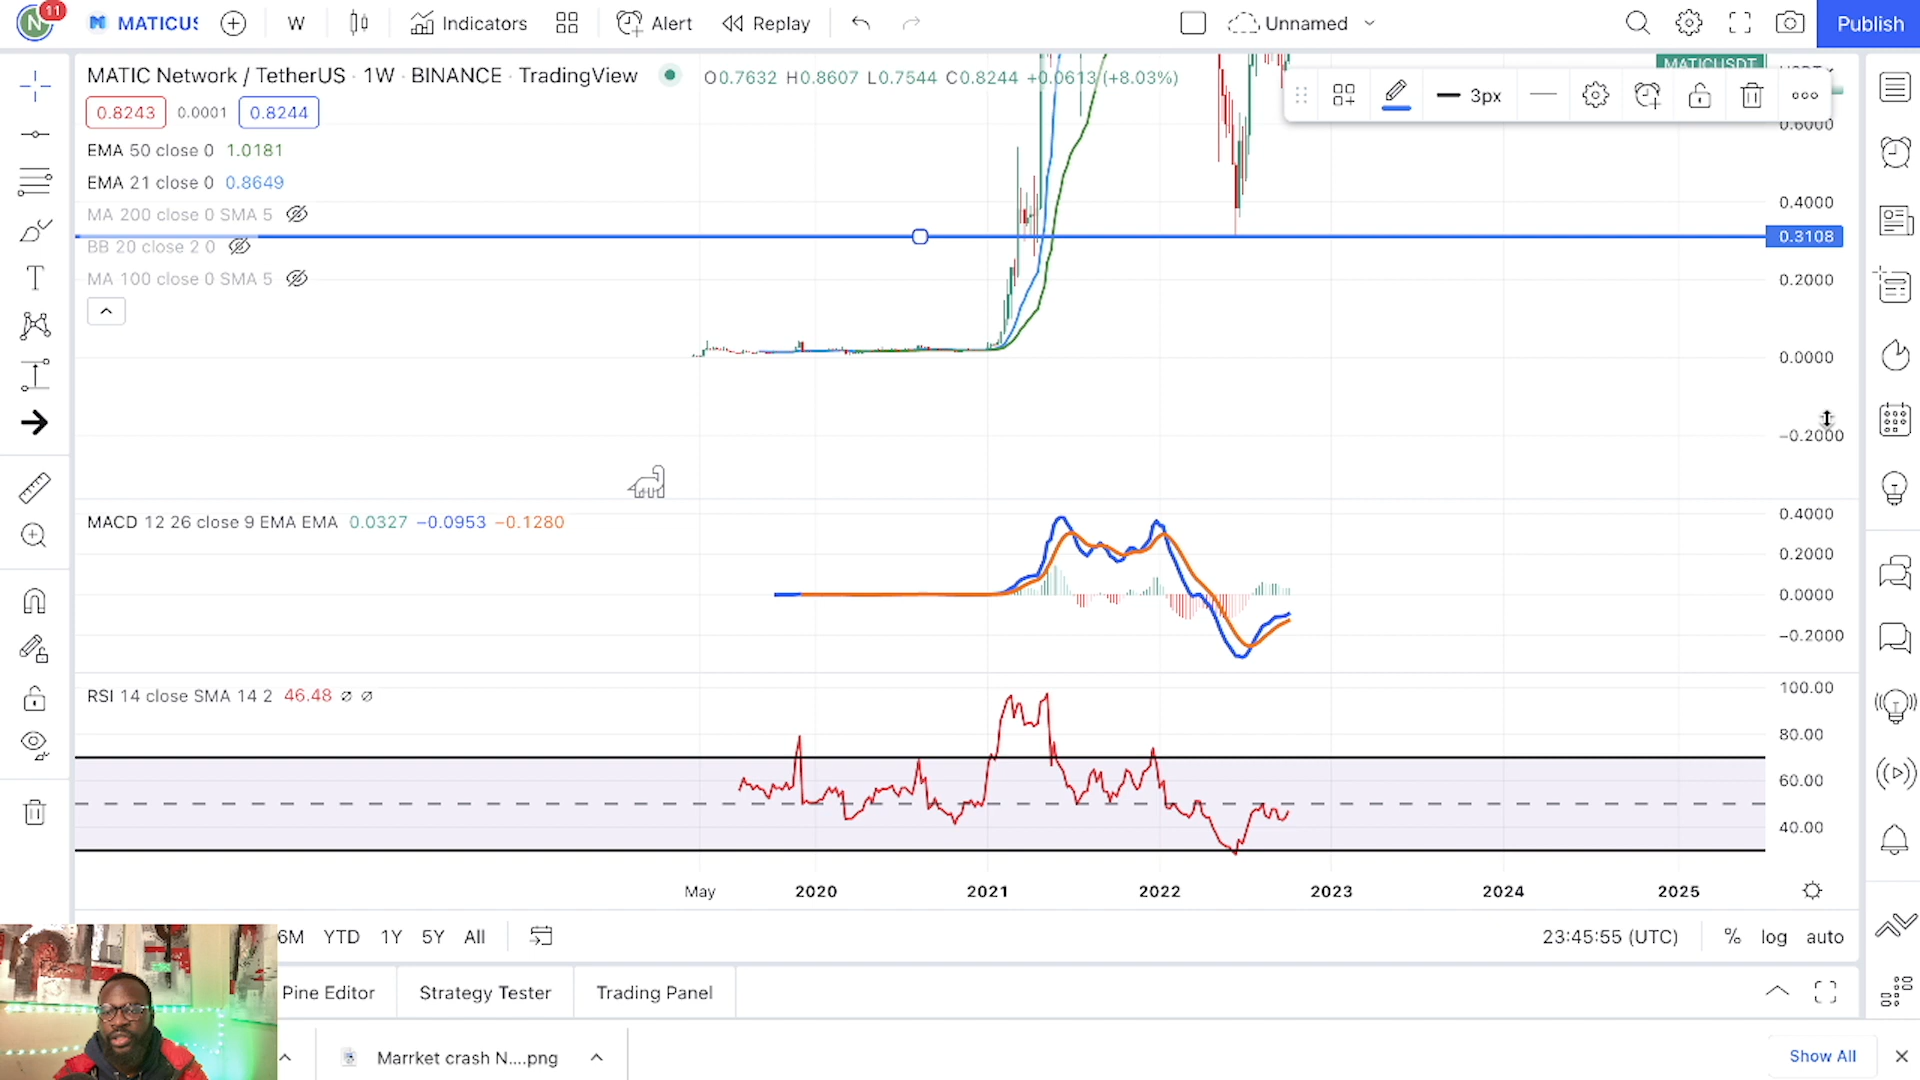 N 11 MATICUS W Indicators Alert Replay Unnamed Publish
MATIC Network / TetherUS · 1W · BINANCE · TradingView O0.7632 H0.8607 L0.7544 C0.8244 +0.0613 (+8.03%)
MATICUSDT
3px
0.8243 0.0001 0.8244
0.6000
EMA 50 close 0 1.0181
EMA 21 close 0 0.8649
0.4000
MA 200 close 0 SMA 5
0.3108
BB 20 close 2 0
MA 100 close 0 SMA 5
0.2000
0.0000
−0.2000
MACD 12 26 close 9 EMA EMA 0.0327 −0.0953 −0.1280
0.4000
0.2000
0.0000
−0.2000
RSI 14 close SMA 14 2 46.48 ø ø
100.00
80.00
60.00
40.00
May 2020 2021 2022 2023 2024 2025
6M YTD 1Y 5Y All 23:45:55 (UTC) % log auto
Pine Editor Strategy Tester Trading Panel
Marrket crash N....png Show All